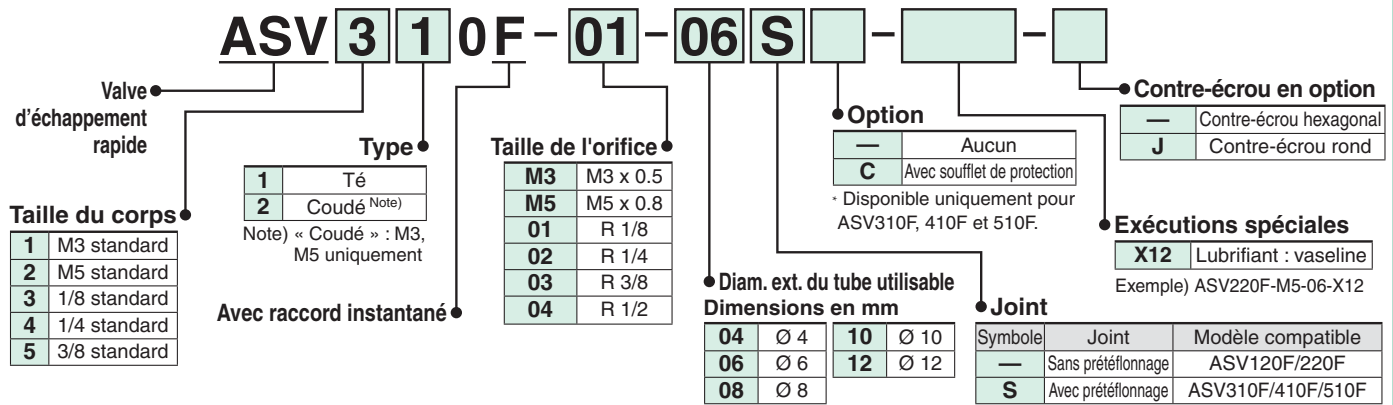 ASV 3 1 0 F - 01 - 06 S - -
Valve
d'échappement
rapide
Taille du corps
1 M3 standard
2 M5 standard
3 1/8 standard
4 1/4 standard
5 3/8 standard
Type
1 Té
2 Coudé Note)
Note) « Coudé » : M3,
M5 uniquement
Avec raccord instantané
Taille de l'orifice
M3 M3 x 0.5
M5 M5 x 0.8
01 R 1/8
02 R 1/4
03 R 3/8
04 R 1/2
Diam. ext. du tube utilisable
Dimensions en mm
04 Ø 4 10 Ø 10
06 Ø 6 12 Ø 12
08 Ø 8
Option
— Aucun
C Avec soufflet de protection
* Disponible uniquement pour
ASV310F, 410F et 510F.
Joint
Symbole Joint Modèle compatible
— Sans prétéflonnage ASV120F/220F
S Avec prétéflonnage ASV310F/410F/510F
Exécutions spéciales
X12 Lubrifiant : vaseline
Exemple) ASV220F-M5-06-X12
Contre-écrou en option
— Contre-écrou hexagonal
J Contre-écrou rond